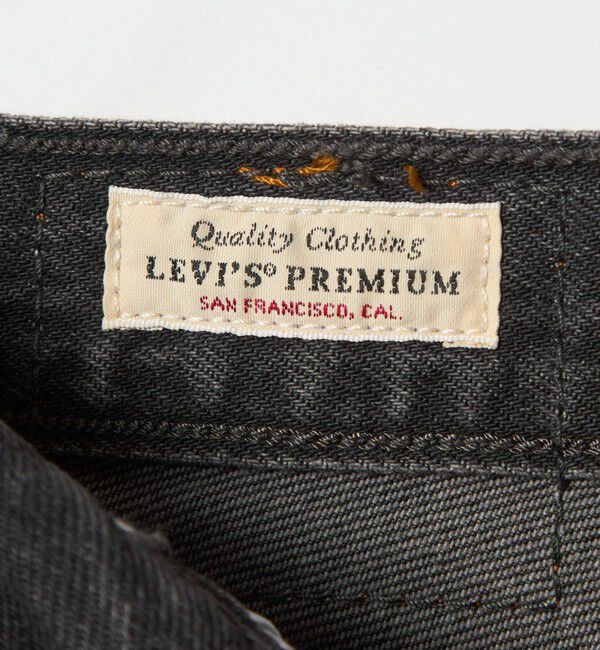 Quality Clothing
LEVI'S® PREMIUM
SAN FRANCISCO, CAL.